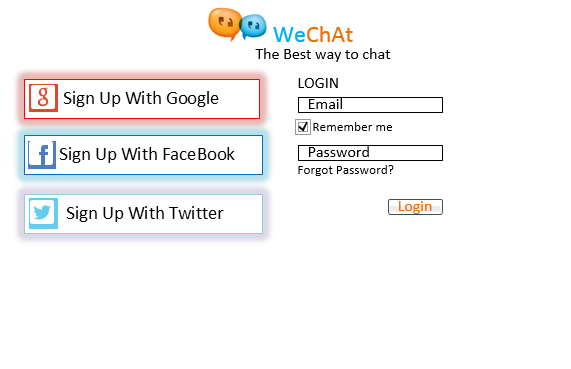 WeChAt
The Best way to chat
Sign Up With Google
Sign Up With FaceBook
Sign Up With Twitter
LOGIN
Email
Remember me
Password
Forgot Password?
Login